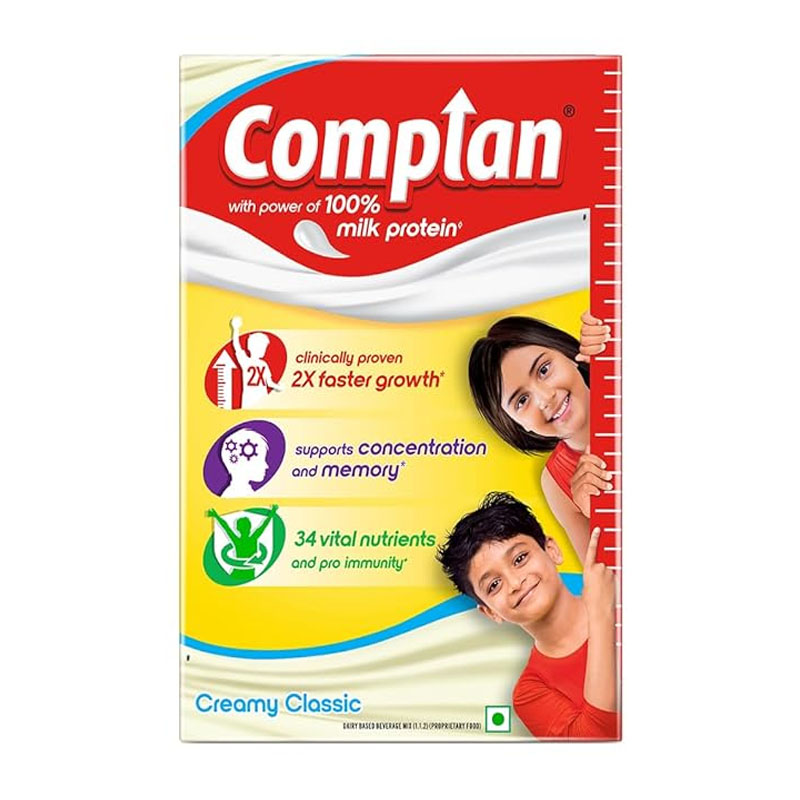 Complan®
with power of 100%
milk protein◊
2X
clinically proven
2X faster growth*
supports concentration
and memory*
34 vital nutrients
and pro immunity+
Creamy Classic
DAIRY BASED BEVERAGE MIX (1.1.2) (PROPRIETARY FOOD)